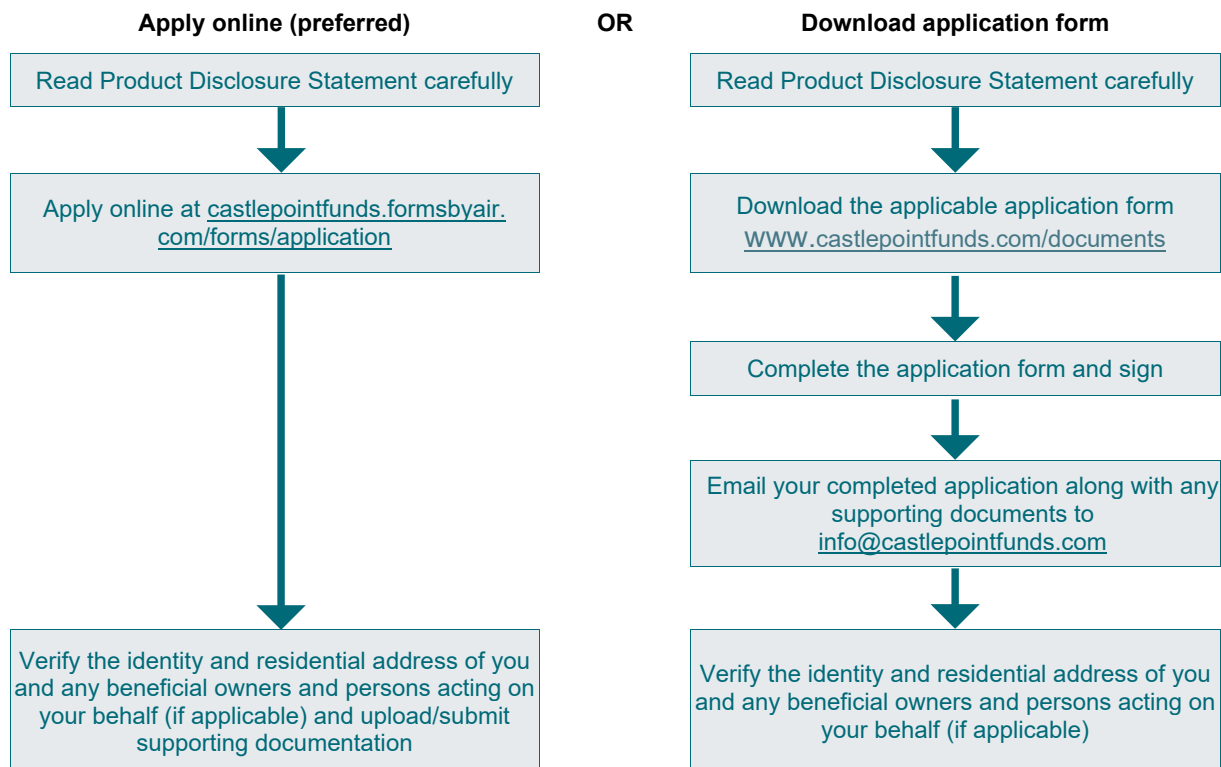 Apply online (preferred)
OR
Download application form
Read Product Disclosure Statement carefully
Read Product Disclosure Statement carefully
Apply online at castlepointfunds.formsbyair.
com/forms/application
Download the applicable application form
WWW.castlepointfunds.com/documents
Complete the application form and sign
Email your completed application along with any
supporting documents to
info@castlepointfunds.com
Verify the identity and residential address of you
and any beneficial owners and persons acting on
your behalf (if applicable) and upload/submit
supporting documentation
Verify the identity and residential address of you
and any beneficial owners and persons acting on
your behalf (if applicable)